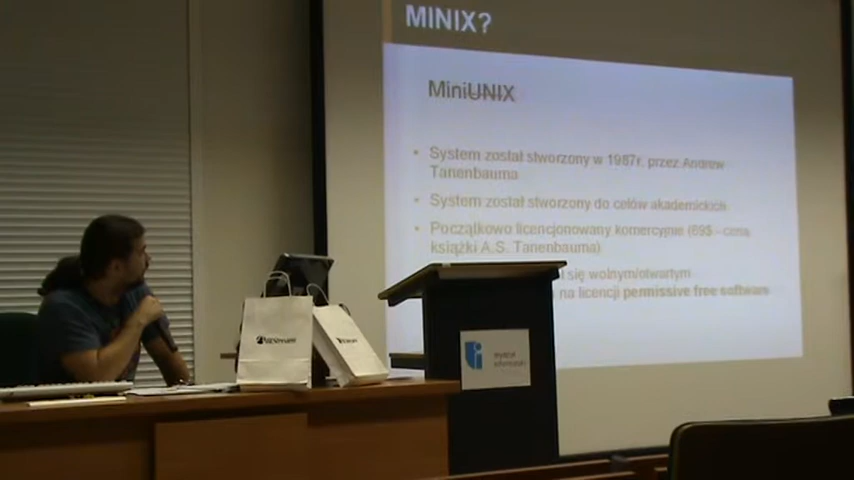 MINIX?
MiniUNIX
• System został stworzony w 1987r. przez Andrew
Tanenbauma
• System został stworzony do celów akademickich
• Początkowo licencjonowany komercyjnie (69$ - cena
książki A.S. Tanenbauma)
się wolnym/otwartym
na licencji permissive free software
wydział
informatyki